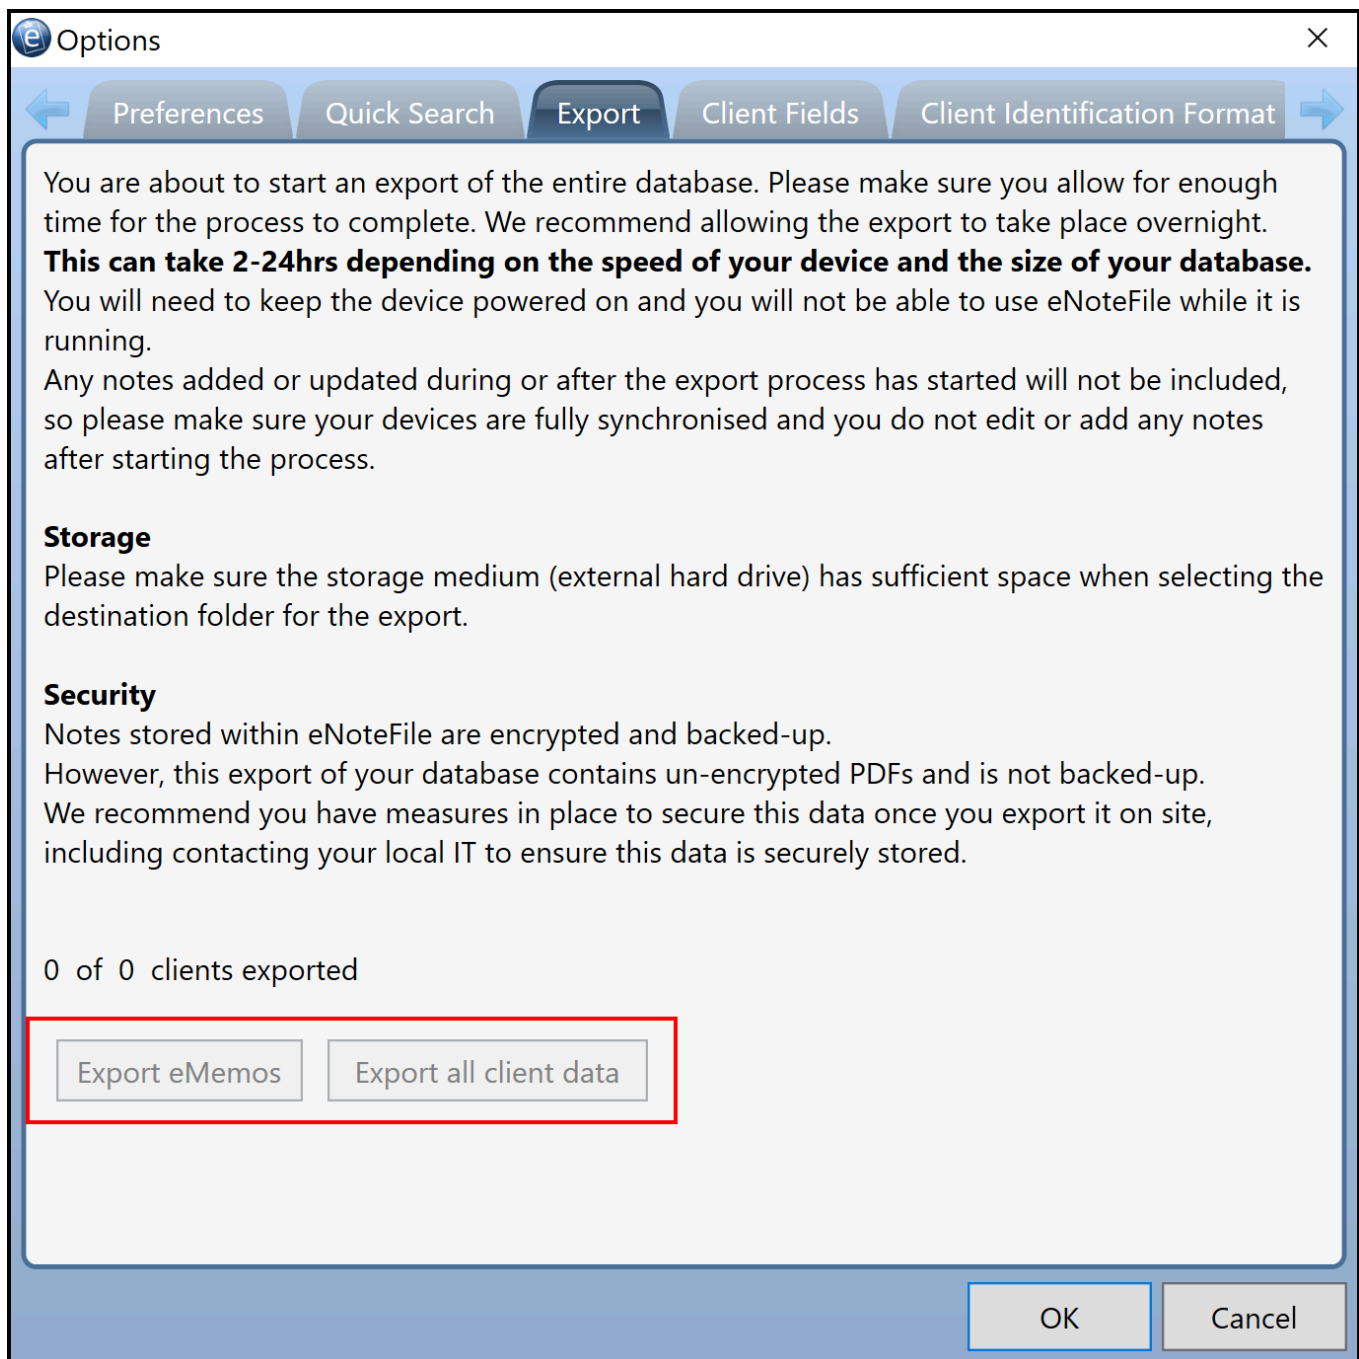 Options
Preferences Quick Search Export Client Fields Client Identification Format
You are about to start an export of the entire database. Please make sure you allow for enough
time for the process to complete. We recommend allowing the export to take place overnight.
This can take 2-24hrs depending on the speed of your device and the size of your database.
You will need to keep the device powered on and you will not be able to use eNoteFile while it is
running.
Any notes added or updated during or after the export process has started will not be included,
so please make sure your devices are fully synchronised and you do not edit or add any notes
after starting the process.
Storage
Please make sure the storage medium (external hard drive) has sufficient space when selecting the
destination folder for the export.
Security
Notes stored within eNoteFile are encrypted and backed-up.
However, this export of your database contains un-encrypted PDFs and is not backed-up.
We recommend you have measures in place to secure this data once you export it on site,
including contacting your local IT to ensure this data is securely stored.
0 of 0 clients exported
Export eMemos Export all client data
OK Cancel